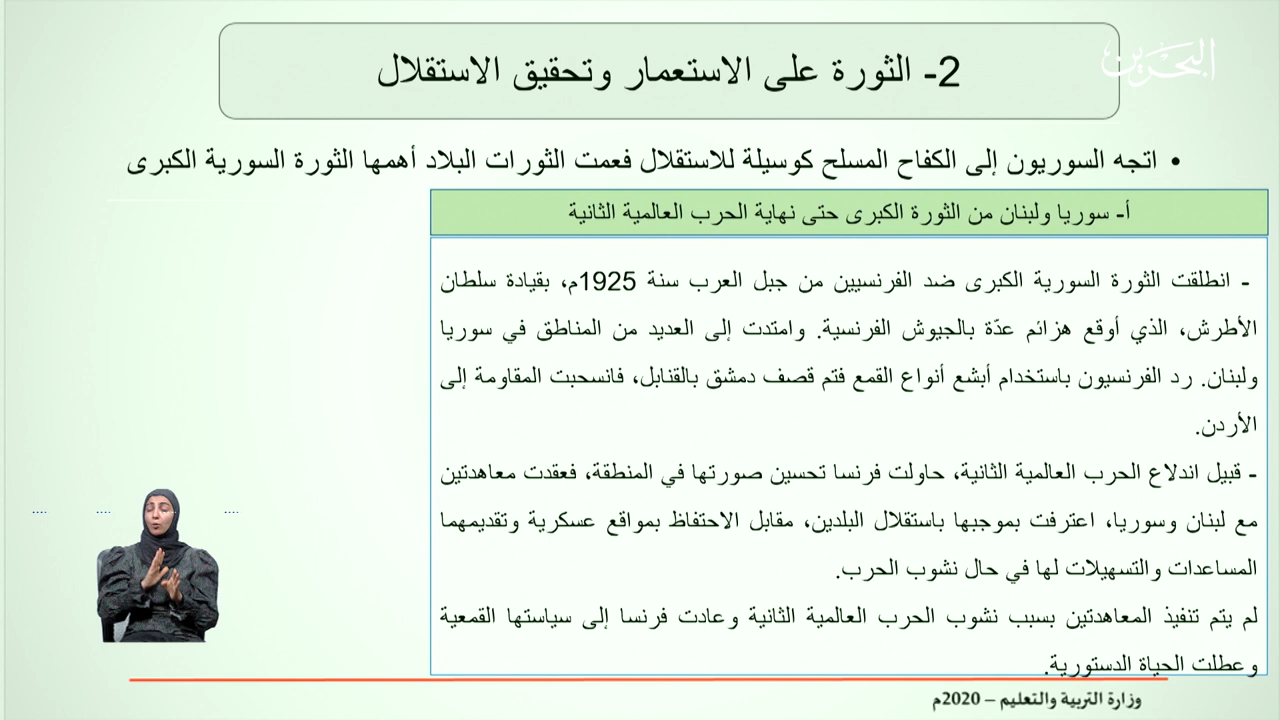 البحرين
2- الثورة على الاستعمار وتحقيق الاستقلال
• اتجه السوريون إلى الكفاح المسلح كوسيلة للاستقلال فعمت الثورات البلاد أهمها الثورة السورية الكبرى
أ- سوريا ولبنان من الثورة الكبرى حتى نهاية الحرب العالمية الثانية
- انطلقت الثورة السورية الكبرى ضد الفرنسيين من جبل العرب سنة 1925م، بقيادة سلطان
الأطرش، الذي أوقع هزائم عدّة بالجيوش الفرنسية. وامتدت إلى العديد من المناطق في سوريا
ولبنان. رد الفرنسيون باستخدام أبشع أنواع القمع فتم قصف دمشق بالقنابل، فانسحبت المقاومة إلى
الأردن.
- قبيل اندلاع الحرب العالمية الثانية، حاولت فرنسا تحسين صورتها في المنطقة، فعقدت معاهدتين
مع لبنان وسوريا، اعترفت بموجبها باستقلال البلدين، مقابل الاحتفاظ بمواقع عسكرية وتقديمهما
المساعدات والتسهيلات لها في حال نشوب الحرب.
لم يتم تنفيذ المعاهدتين بسبب نشوب الحرب العالمية الثانية وعادت فرنسا إلى سياستها القمعية
وعطلت الحياة الدستورية.
وزارة التربية والتعليم – 2020م